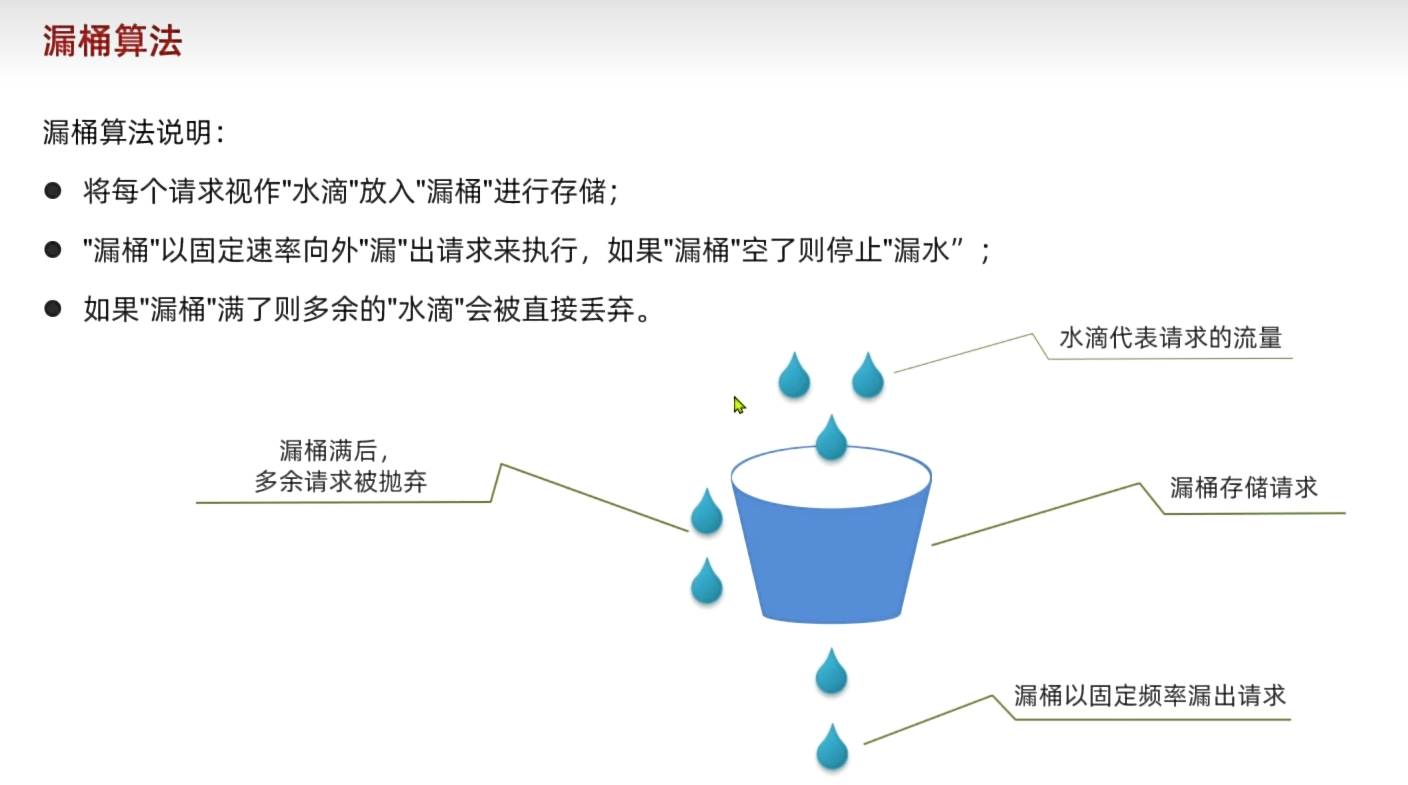 漏桶算法
漏桶算法说明：
将每个请求视作"水滴"放入"漏桶"进行存储；
"漏桶"以固定速率向外"漏"出请求来执行，如果"漏桶"空了则停止"漏水”；
如果"漏桶"满了则多余的"水滴"会被直接丢弃。
水滴代表请求的流量
漏桶满后，
多余请求被抛弃
漏桶存储请求
漏桶以固定频率漏出请求